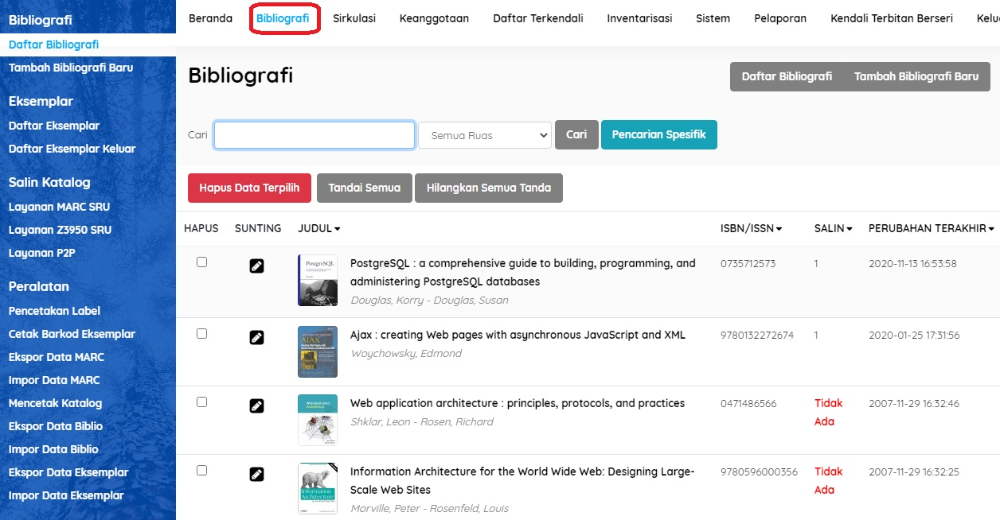 Bibliografi
Daftar Bibliografi
Tambah Bibliografi Baru
Eksemplar
Daftar Eksemplar
Daftar Eksemplar Keluar
Salin Katalog
Layanan MARC SRU
Layanan Z3950 SRU
Layanan P2P
Peralatan
Pencetakan Label
Cetak Barkod Eksemplar
Ekspor Data MARC
Impor Data MARC
Mencetak Katalog
Ekspor Data Biblio
Impor Data Biblio
Ekspor Data Eksemplar
Impor Data Eksemplar
Beranda Bibliografi Sirkulasi Keanggotaan Daftar Terkendali Inventarisasi Sistem Pelaporan Kendali Terbitan Berseri
Bibliografi Daftar Bibliografi Tambah Bibliografi Baru
Cari Semua Ruas Cari Pencarian Spesifik
Hapus Data Terpilih Tandai Semua Hilangkan Semua Tanda
HAPUS SUNTING JUDUL ISBN/ISSN SALIN PERUBAHAN TERAKHIR
PostgreSQL
PostgreSQL : a comprehensive guide to building, programming, and 0735712573 1 2020-11-13 16:53:58
administering PostgreSQL databases
Douglas, Korry - Douglas, Susan
AJAX
Ajax : creating Web pages with asynchronous JavaScript and XML 9780132272674 1 2020-01-25 17:31:56
Woychowsky, Edmond
Web Application
Architecture
Web application architecture : principles, protocols, and practices 0471486566 Tidak 2007-11-29 16:32:46
Shklar, Leon - Rosen, Richard Ada
Information
Architecture
Information Architecture for the World Wide Web: Designing Large- 9780596000356 Tidak 2007-11-29 16:32:25
Scale Web Sites Ada
Morville, Peter - Rosenfeld, Louis